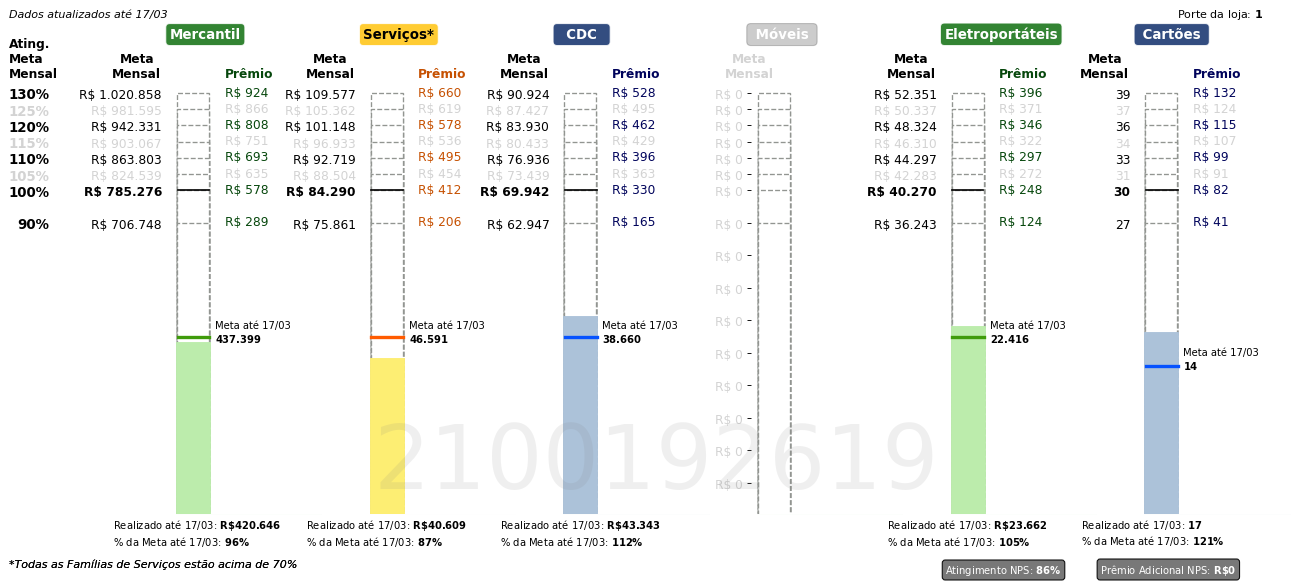 Dados atualizados até 17/03
Porte da loja: 1
Mercantil
Serviços*
CDC
Móveis
Eletroportáteis
Cartões
Ating. Meta Mensal
Meta Mensal Prêmio Meta Mensal Prêmio Meta Mensal Prêmio Meta Mensal Meta Mensal Prêmio Meta Mensal Prêmio
130% R$ 1.020.858 R$ 924 R$ 109.577 R$ 660 R$ 90.924 R$ 528 R$ 0 R$ 52.351 R$ 396 39 R$ 132
125% R$ 981.595 R$ 866 R$ 105.362 R$ 619 R$ 87.427 R$ 495 R$ 0 R$ 50.337 R$ 371 37 R$ 124
120% R$ 942.331 R$ 808 R$ 101.148 R$ 578 R$ 83.930 R$ 462 R$ 0 R$ 48.324 R$ 346 36 R$ 115
115% R$ 903.067 R$ 751 R$ 96.933 R$ 536 R$ 80.433 R$ 429 R$ 0 R$ 46.310 R$ 322 34 R$ 107
110% R$ 863.803 R$ 693 R$ 92.719 R$ 495 R$ 76.936 R$ 396 R$ 0 R$ 44.297 R$ 297 33 R$ 99
105% R$ 824.539 R$ 635 R$ 88.504 R$ 454 R$ 73.439 R$ 363 R$ 0 R$ 42.283 R$ 272 31 R$ 91
100% R$ 785.276 R$ 578 R$ 84.290 R$ 412 R$ 69.942 R$ 330 R$ 0 R$ 40.270 R$ 248 30 R$ 82
90% R$ 706.748 R$ 289 R$ 75.861 R$ 206 R$ 62.947 R$ 165 R$ 0 R$ 36.243 R$ 124 27 R$ 41
R$ 0
R$ 0
R$ 0
R$ 0
R$ 0
R$ 0
R$ 0
R$ 0
Meta até 17/03
437.399
Meta até 17/03
46.591
Meta até 17/03
38.660
Meta até 17/03
22.416
Meta até 17/03
14
2100192619
Realizado até 17/03: R$420.646
% da Meta até 17/03: 96%
Realizado até 17/03: R$40.609
% da Meta até 17/03: 87%
Realizado até 17/03: R$43.343
% da Meta até 17/03: 112%
Realizado até 17/03: R$23.662
% da Meta até 17/03: 105%
Realizado até 17/03: 17
% da Meta até 17/03: 121%
*Todas as Famílias de Serviços estão acima de 70%
Atingimento NPS: 86%
Prêmio Adicional NPS: R$0